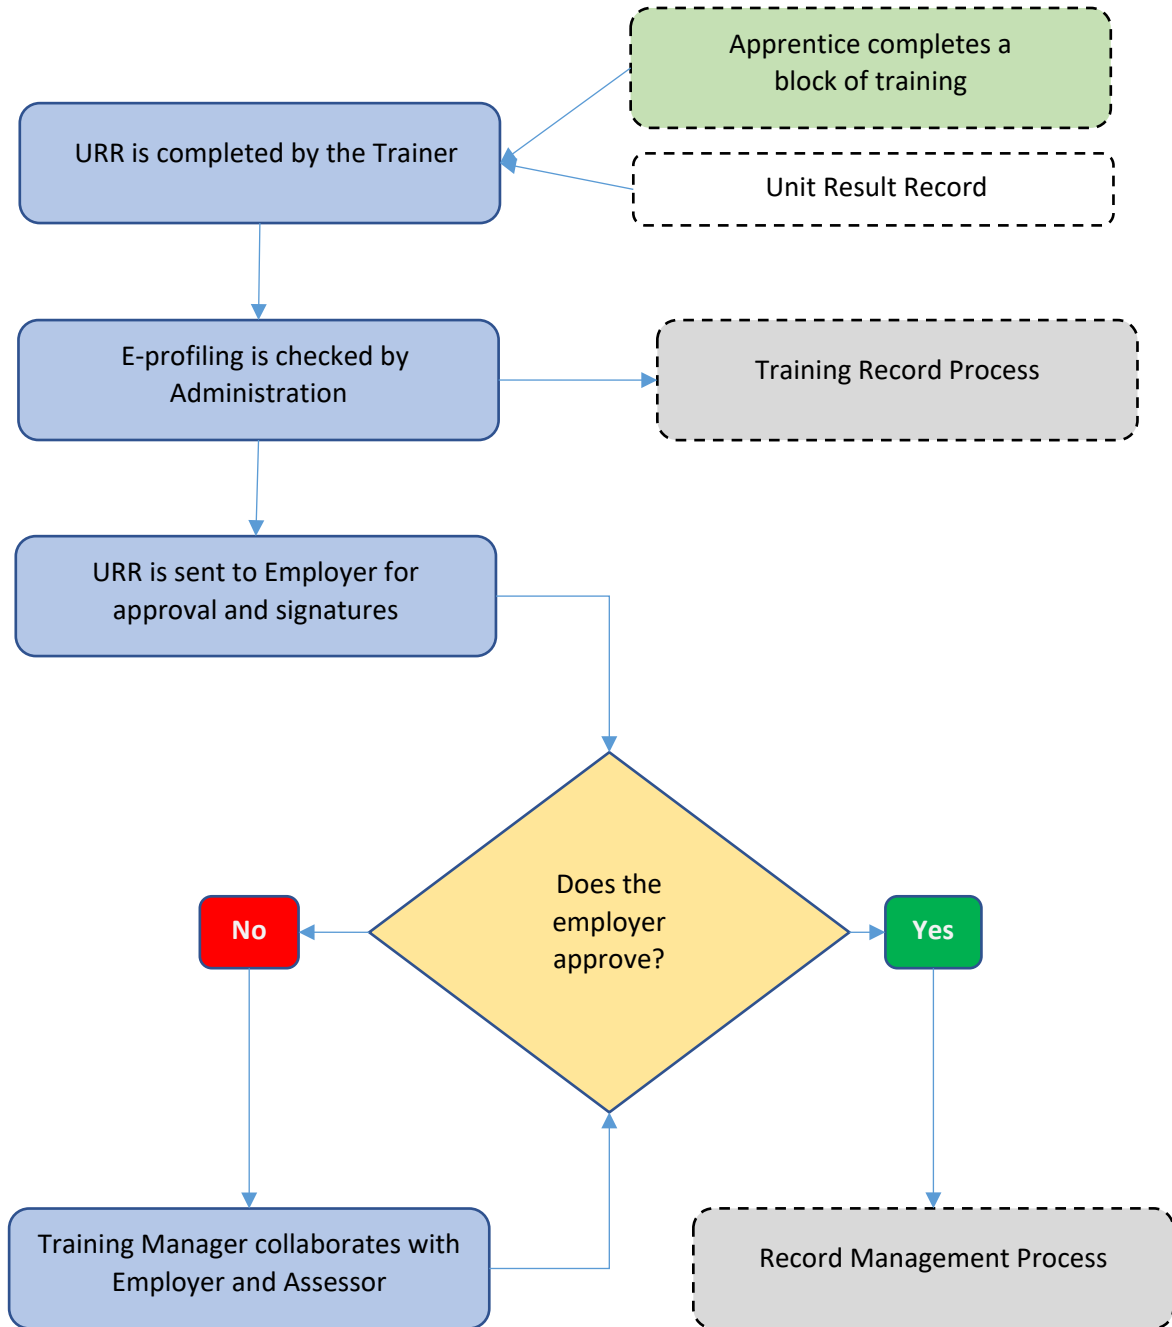 Apprentice completes a
block of training
URR is completed by the Trainer
Unit Result Record
E-profiling is checked by
Administration
Training Record Process
URR is sent to Employer for
approval and signatures
Does the
employer
approve?
No
Yes
Training Manager collaborates with
Employer and Assessor
Record Management Process